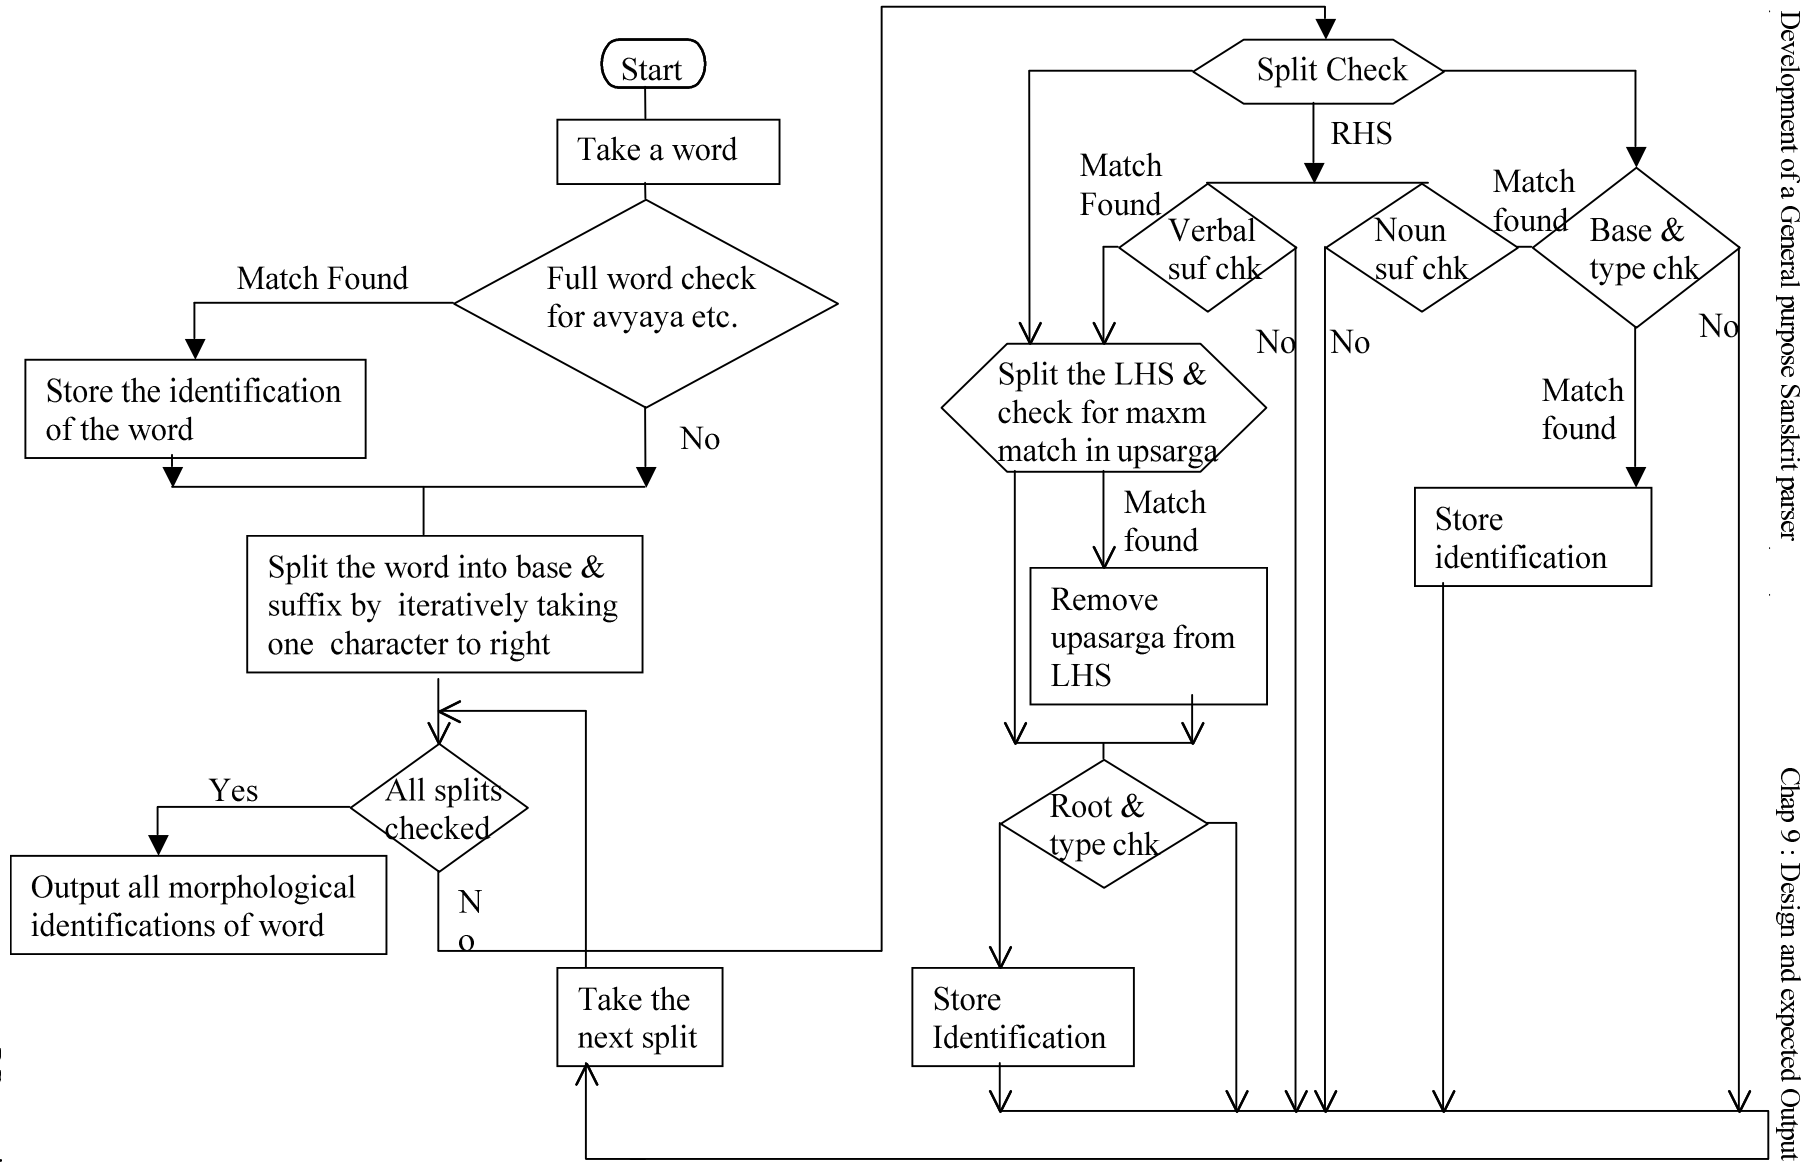 Start
Take a word
Full word check
for avyaya etc.
Match Found
Store the identification
of the word
No
Split the word into base &
suffix by  iteratively taking
one  character to right
All splits
checked
Yes
Output all morphological
identifications of word
N
o
Take the
next split
Split Check
RHS
Match
Found
Verbal
suf chk
No
Noun
suf chk
No
Match
found
Base &
type chk
No
Match
found
Store
identification
Split the LHS &
check for maxm
match in upsarga
Match
found
Remove
upasarga from
LHS
Root &
type chk
Store
Identification
Development of a General purpose Sanskrit parser
Chap 9 : Design and expected Output